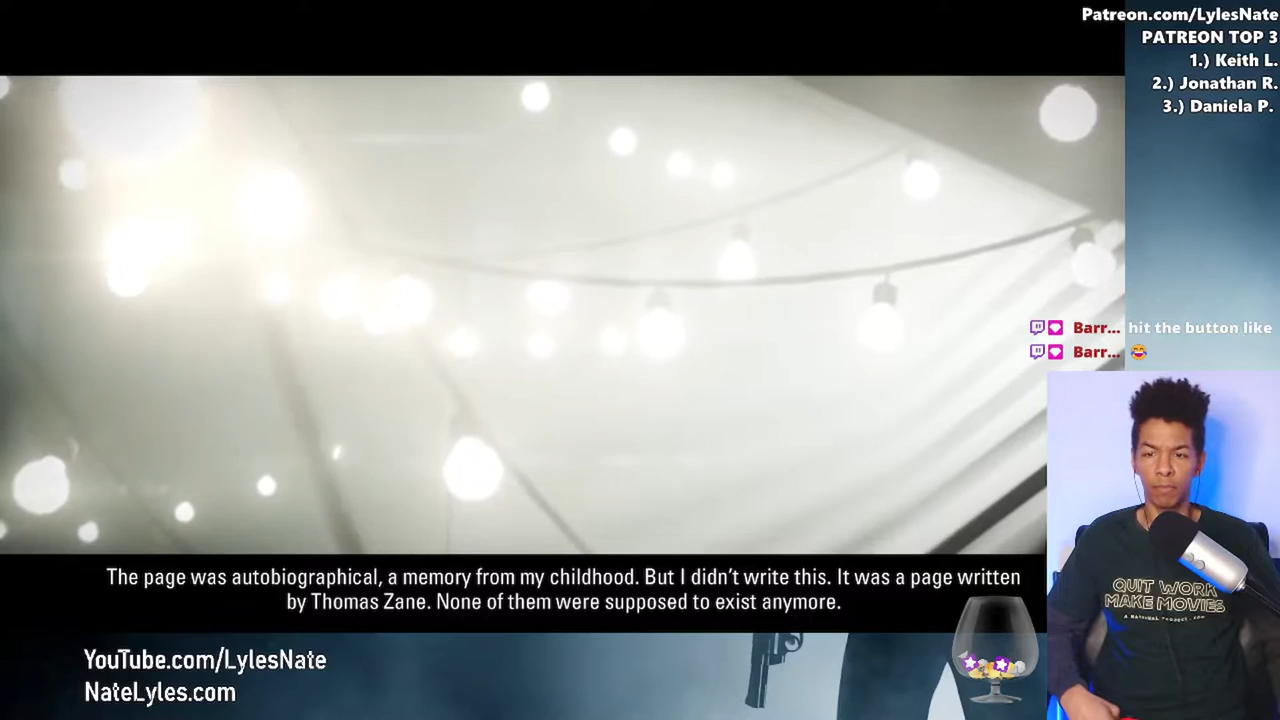 Patreon.com/LylesNate
PATREON TOP 3
1.) Keith L.
2.) Jonathan R.
3.) Daniela P.
Barr... hit the button like
Barr... 😂
QUIT WORK
MAKE MOVIES
The page was autobiographical, a memory from my childhood. But I didn't write this. It was a page written
by Thomas Zane. None of them were supposed to exist anymore.
YouTube.com/LylesNate
NateLyles.com